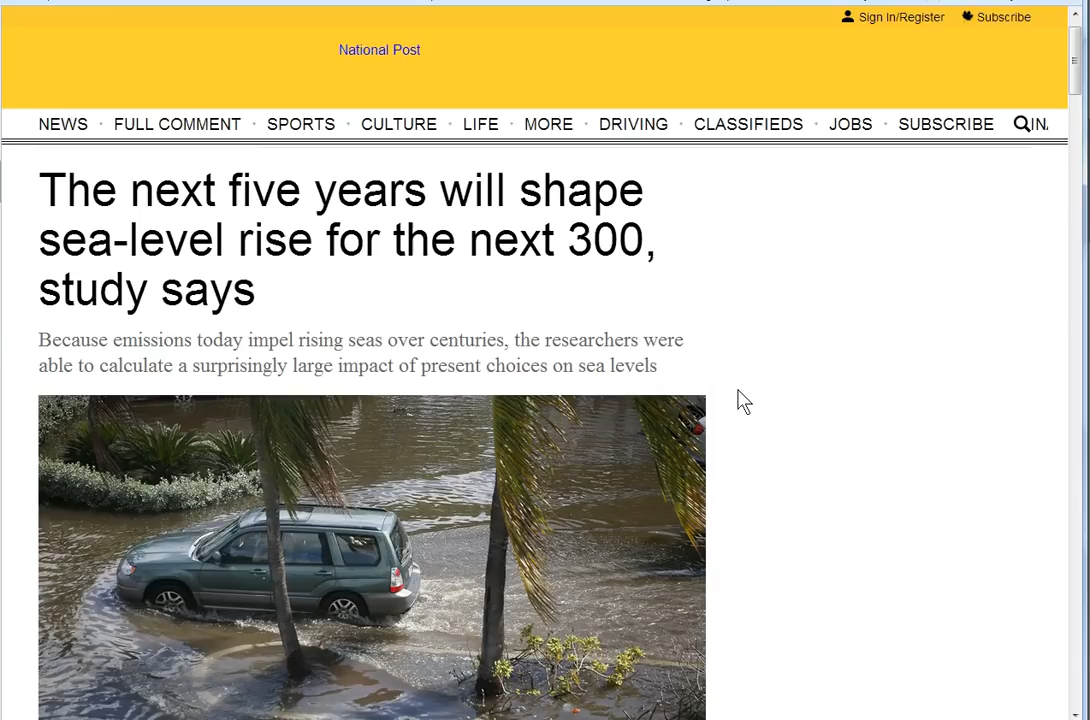 Sign In/Register Subscribe
National Post
NEWS · FULL COMMENT · SPORTS · CULTURE · LIFE · MORE · DRIVING · CLASSIFIEDS · JOBS · SUBSCRIBE
The next five years will shape
sea-level rise for the next 300,
study says
Because emissions today impel rising seas over centuries, the researchers were
able to calculate a surprisingly large impact of present choices on sea levels